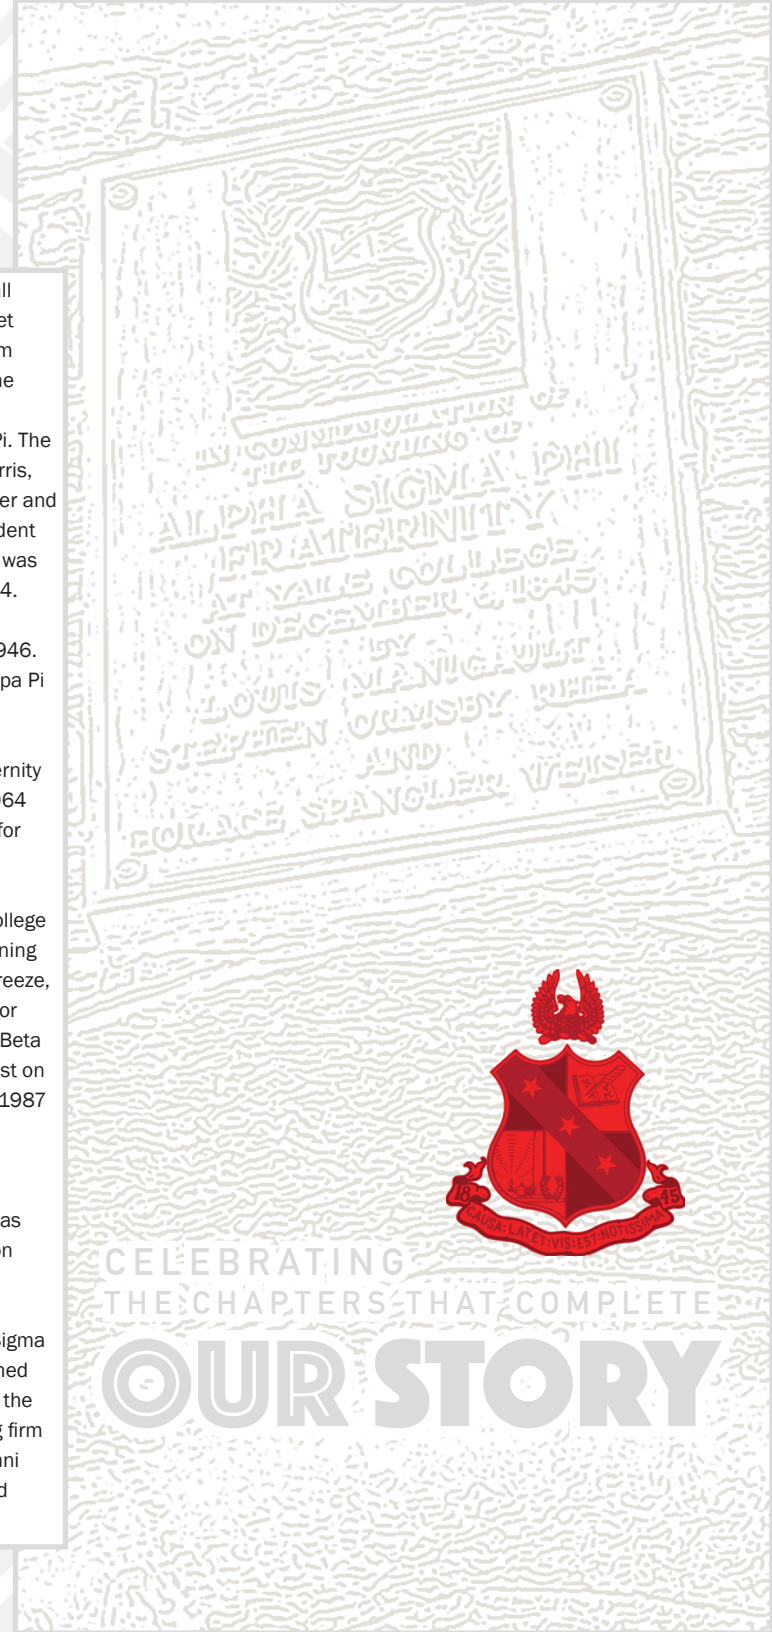 ll
et
m
ne
Pi. The
rris,
er and
dent
was
4.
946.
pa Pi
ernity
964
for
ollege
ning
reeze,
or
Beta
st on
1987
as
on
Sigma
ned
the
g firm
ni
d
IN COMMEMORATION OF
THE FOUNDING OF
ALPHA SIGMA PHI
FRATERNITY
AT YALE COLLEGE
ON DECEMBER 6, 1845
BY
LOUIS MANIGAULT
STEPHEN ORMSBY RHEA
AND
HORACE SPANGLER WEISER
18 45
CAUSA:LATET:VIS:EST:NOTISSIMA
CELEBRATING
THE CHAPTERS THAT COMPLETE
OUR STORY